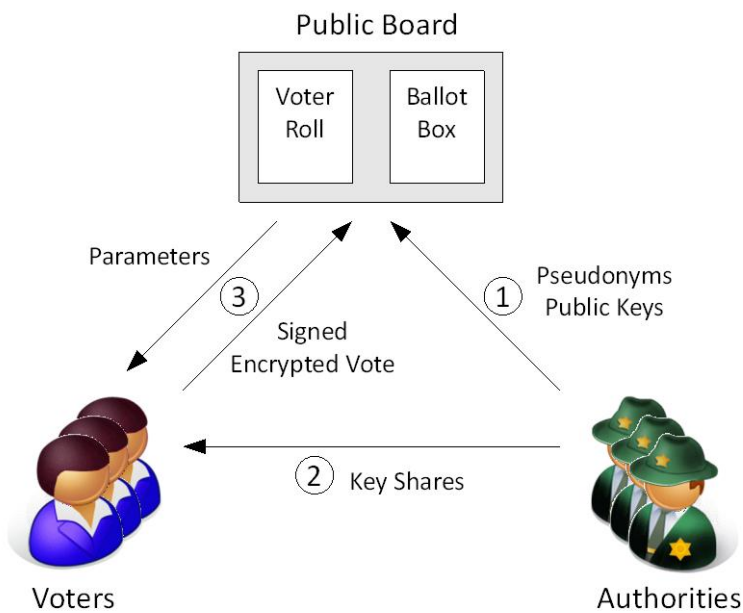 Public Board
Voter
Roll
Ballot
Box
Parameters
3
1
Pseudonyms
Public Keys
Signed
Encrypted Vote
2
Key Shares
Voters
Authorities